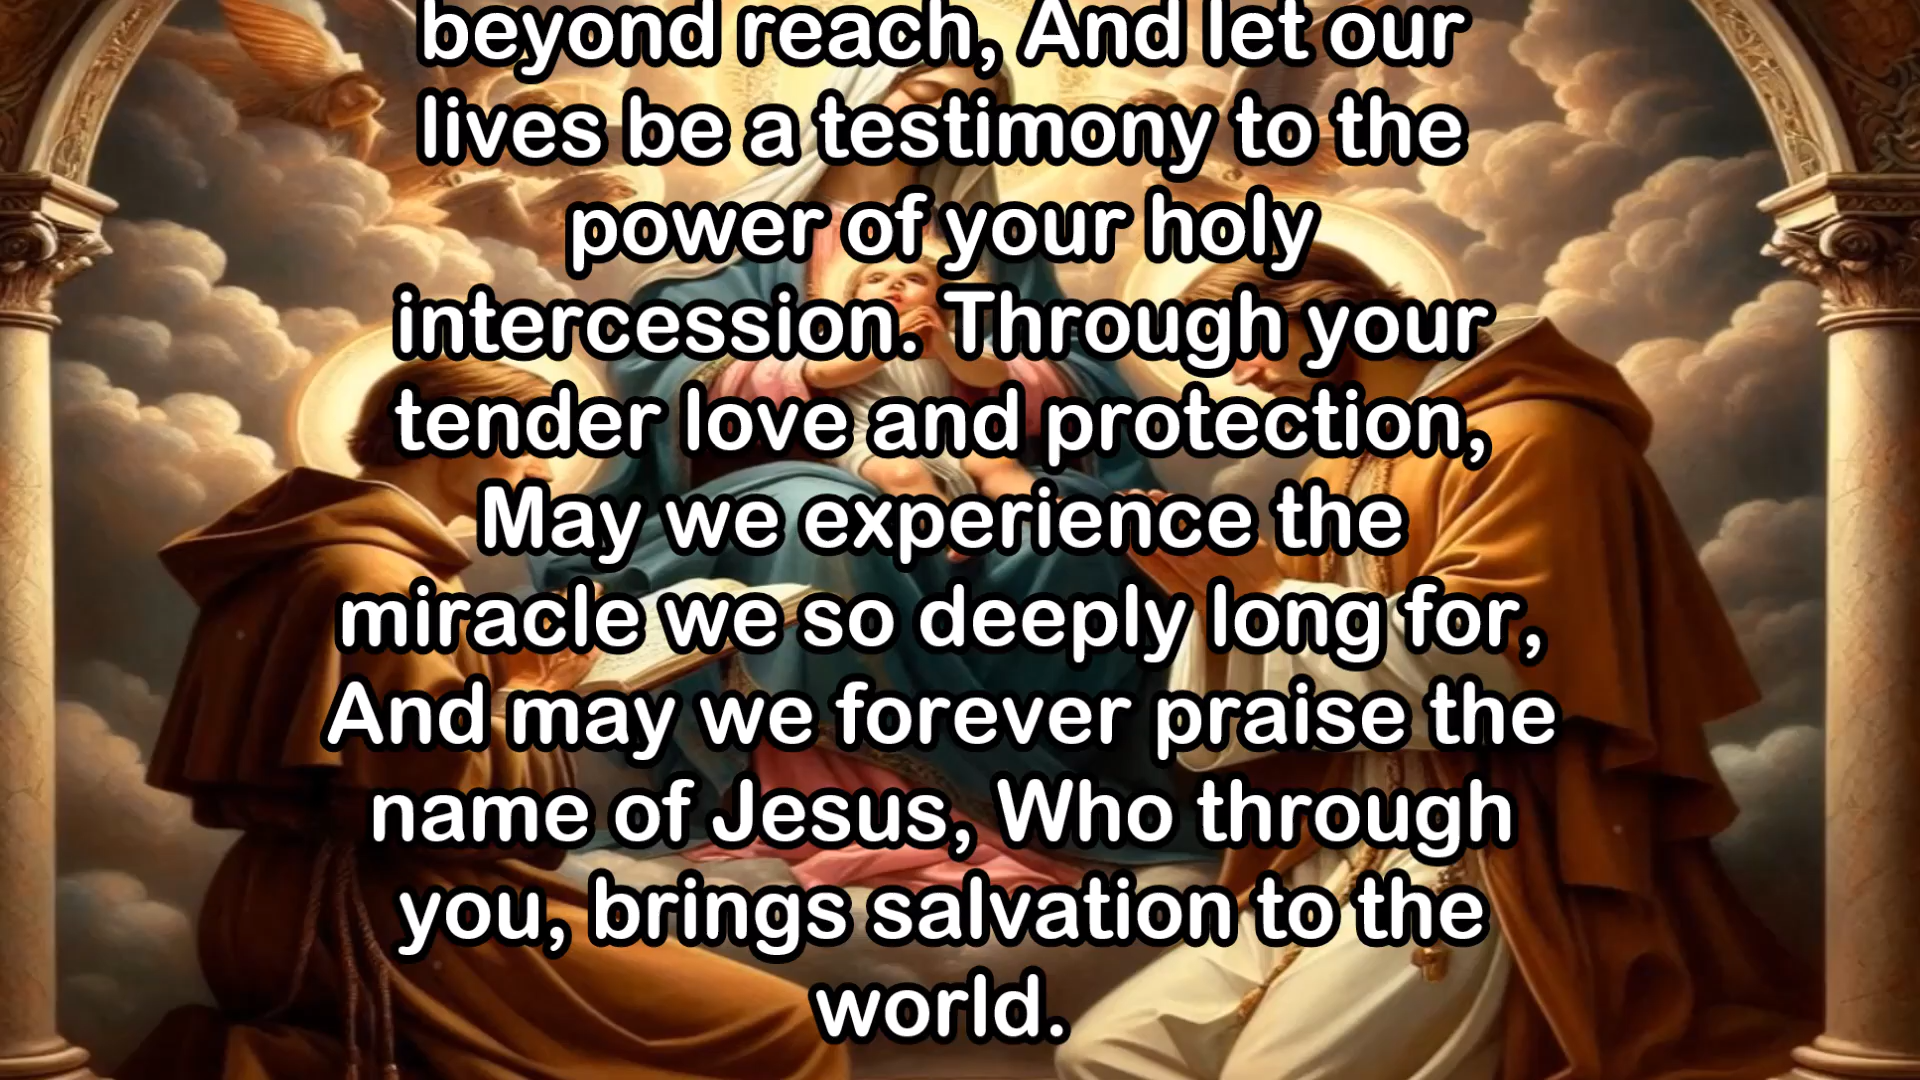 beyond reach, And let our
lives be a testimony to the
power of your holy
intercession. Through your
tender love and protection,
May we experience the
miracle we so deeply long for,
And may we forever praise the
name of Jesus, Who through
you, brings salvation to the
world.